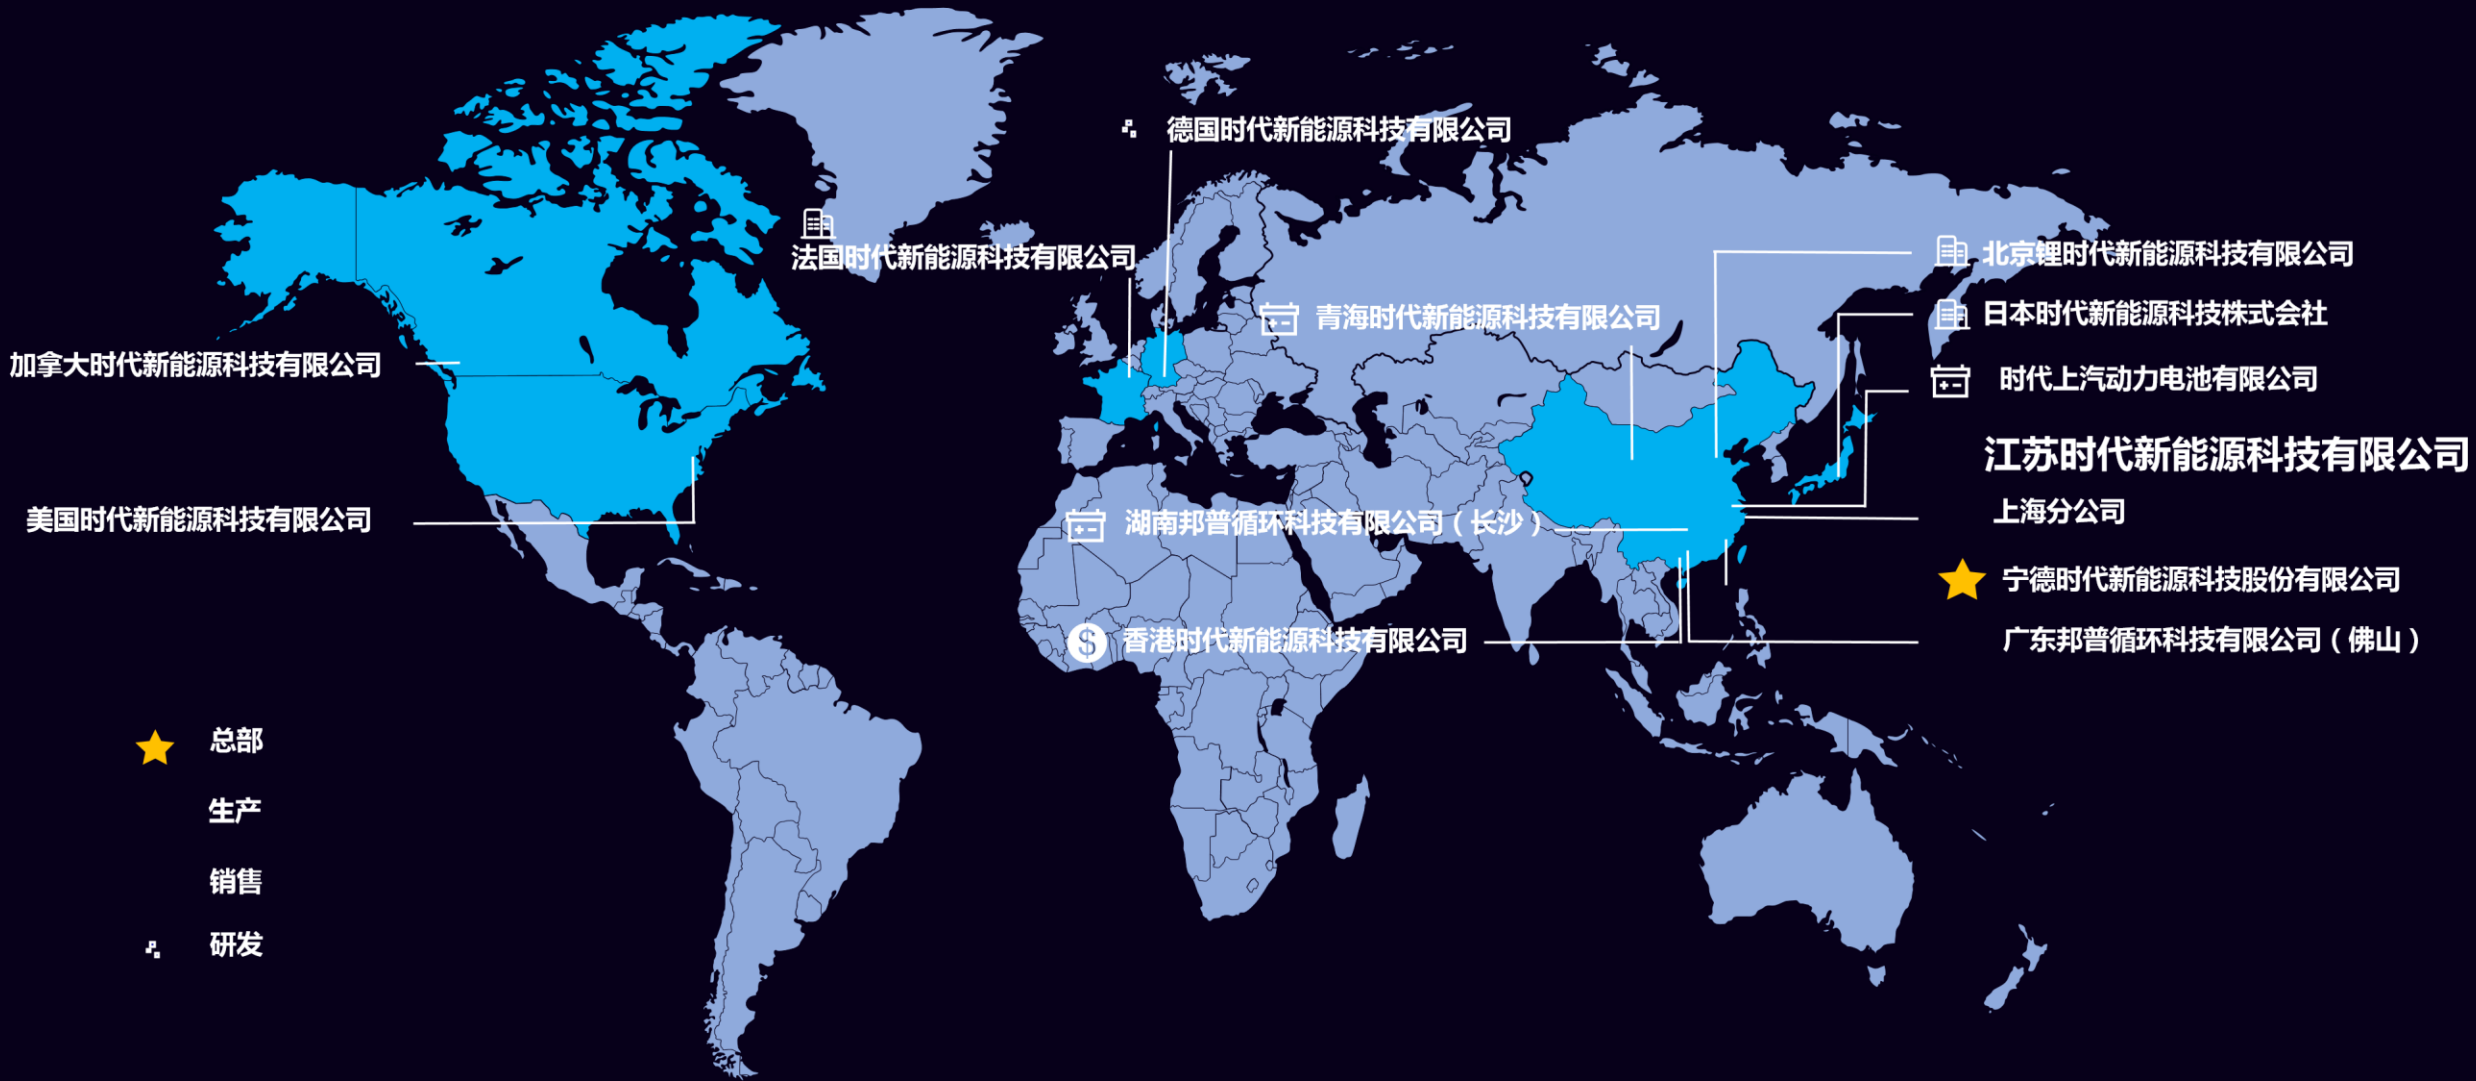 德国时代新能源科技有限公司
法国时代新能源科技有限公司
北京锂时代新能源科技有限公司
青海时代新能源科技有限公司
日本时代新能源科技株式会社
加拿大时代新能源科技有限公司
时代上汽动力电池有限公司
江苏时代新能源科技有限公司
美国时代新能源科技有限公司
湖南邦普循环科技有限公司（长沙）
上海分公司
宁德时代新能源科技股份有限公司
香港时代新能源科技有限公司
广东邦普循环科技有限公司（佛山）
总部
生产
销售
研发